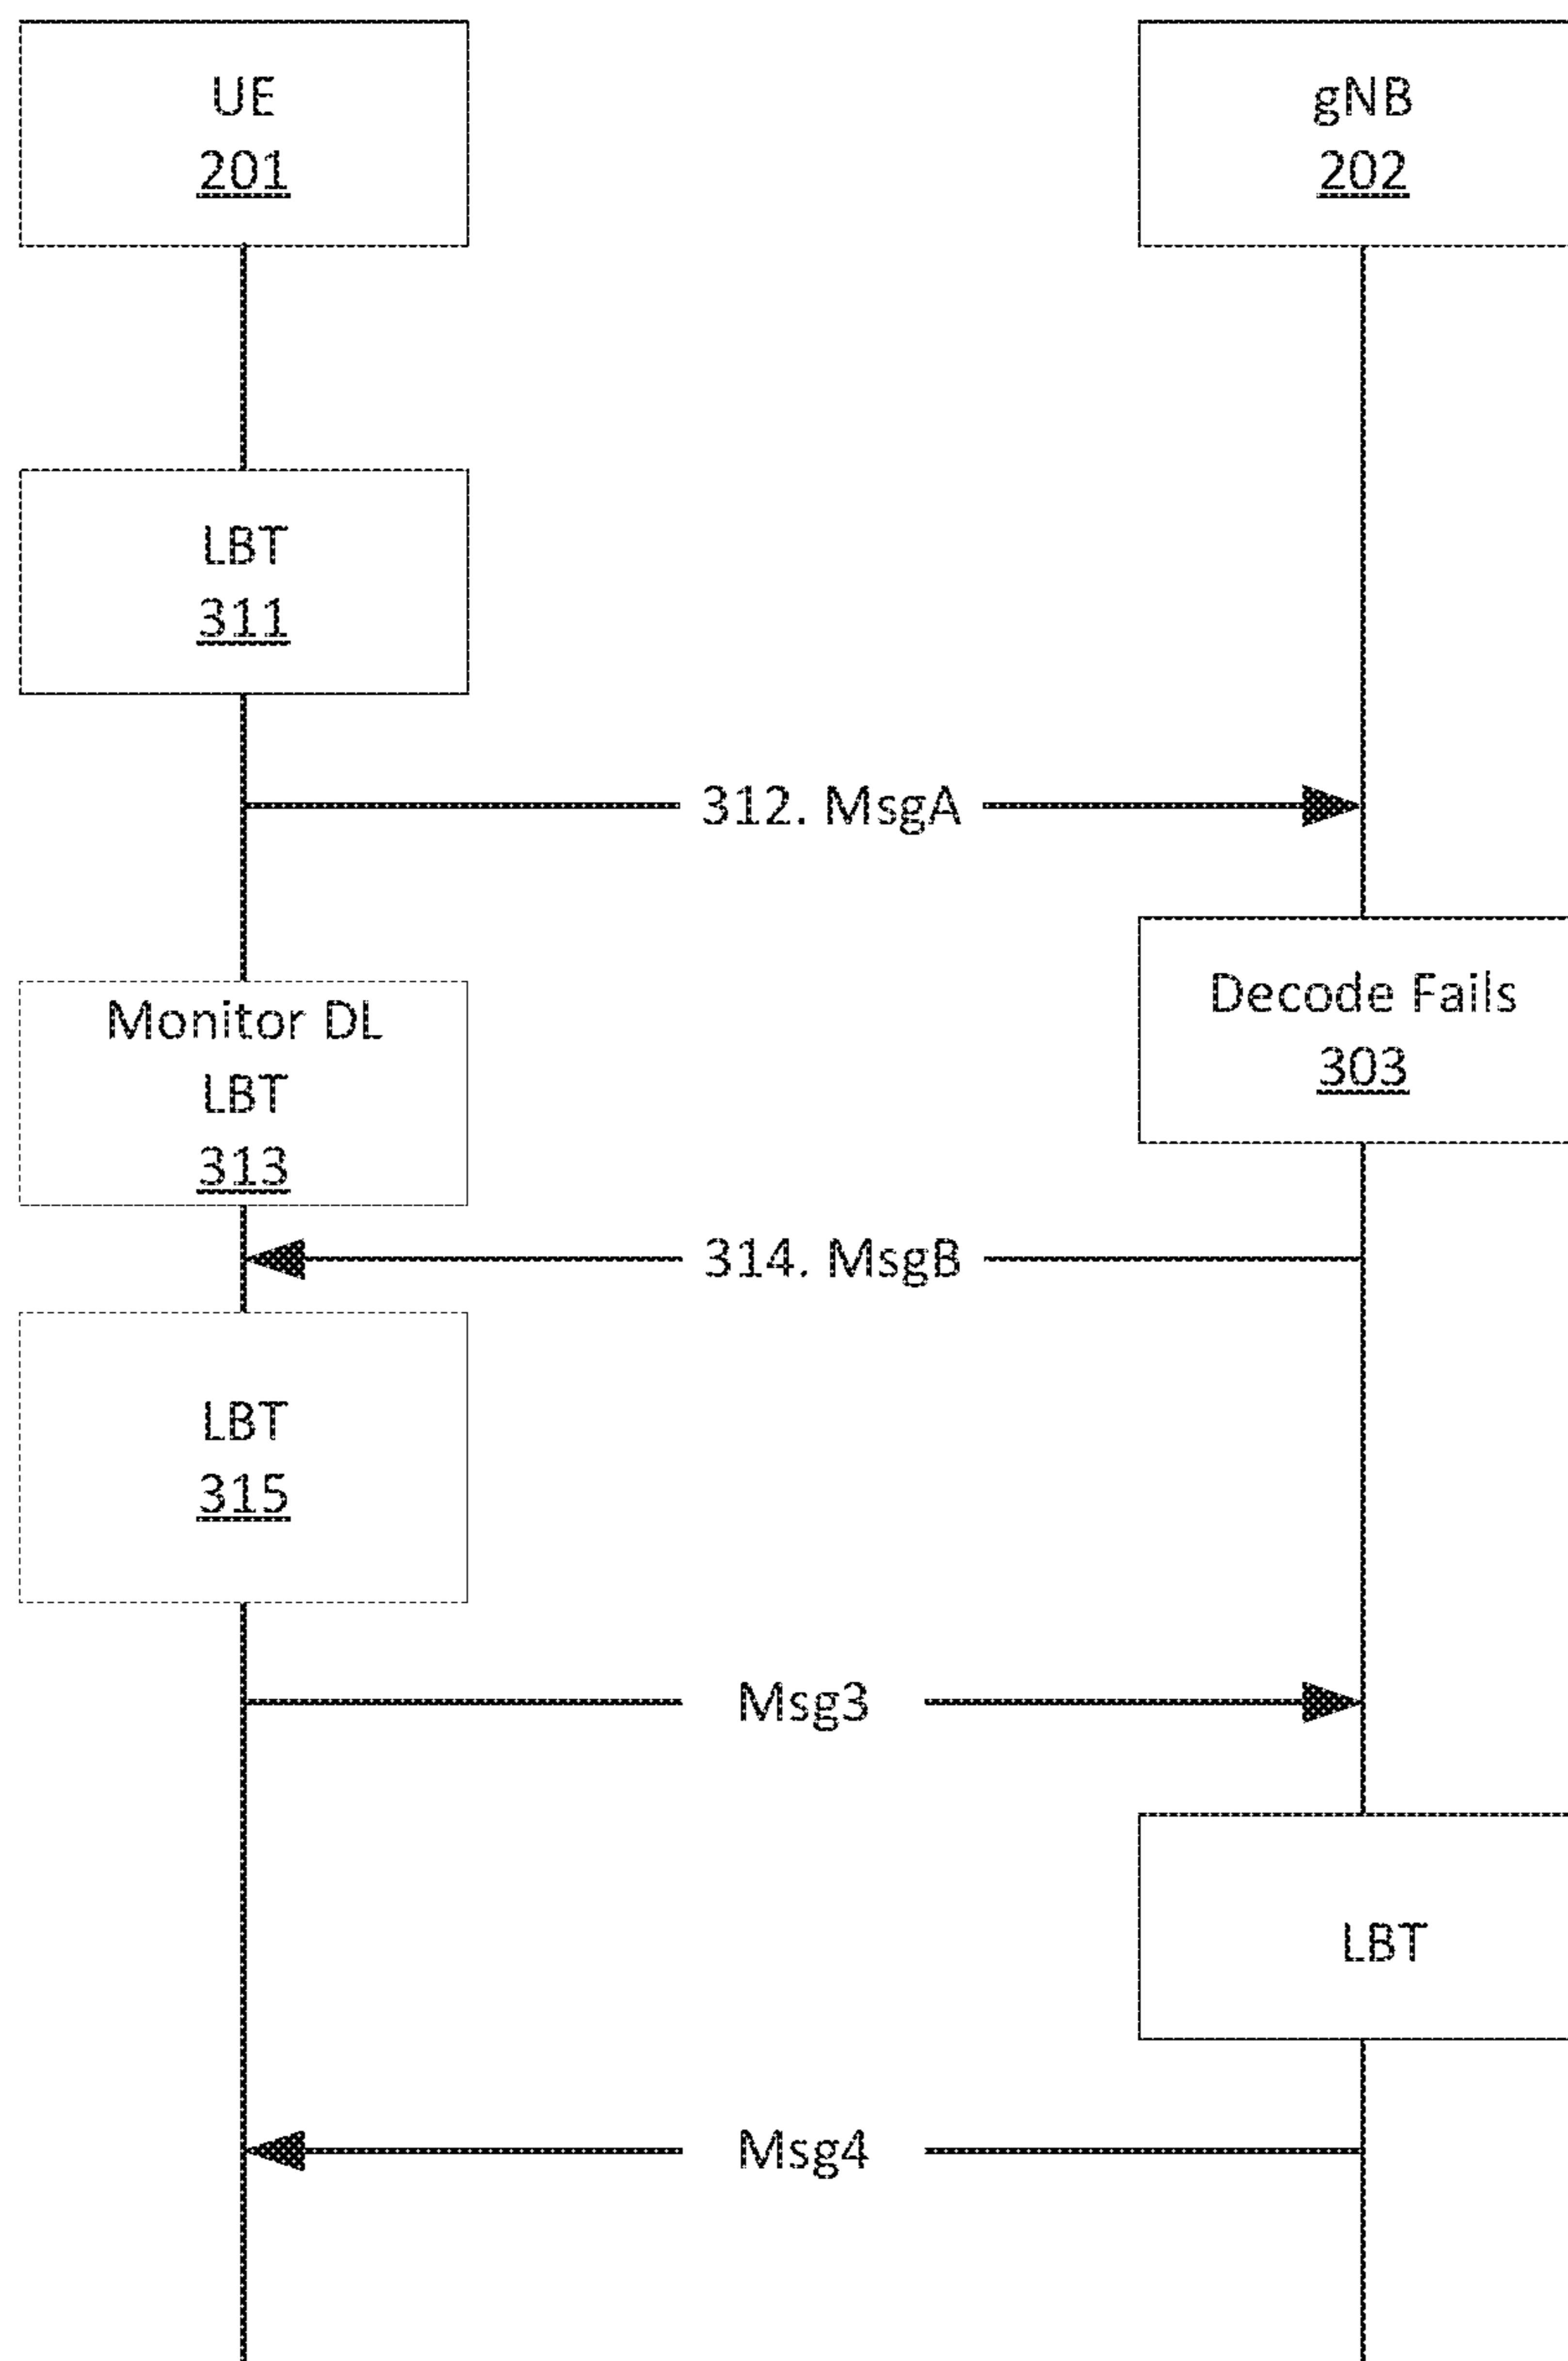 UE
201
gNB
202
LBT
311
312. MsgA
Decode Fails
303
Monitor DL
LBT
313
314. MsgB
LBT
315
Msg3
LBT
Msg4